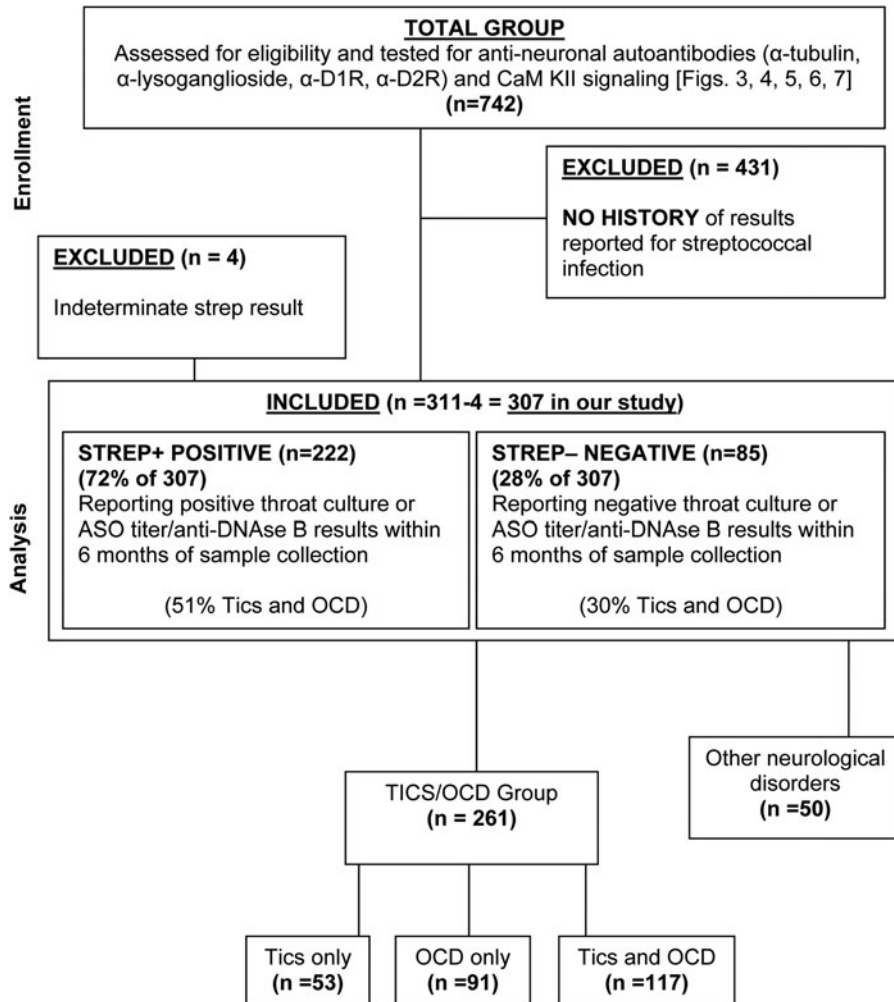 TOTAL GROUP
Assessed for eligibility and tested for anti-neuronal autoantibodies (α-tubulin,
α-lysoganglioside, α-D1R, α-D2R) and CaM KII signaling [Figs. 3, 4, 5, 6, 7]
(n=742)
Enrollment
EXCLUDED (n = 431)
NO HISTORY of results
reported for streptococcal
infection
EXCLUDED (n = 4)
Indeterminate strep result
INCLUDED (n =311-4 = 307 in our study)
Analysis
STREP+ POSITIVE (n=222)
(72% of 307)
Reporting positive throat culture or
ASO titer/anti-DNAse B results within
6 months of sample collection
(51% Tics and OCD)
STREP– NEGATIVE (n=85)
(28% of 307)
Reporting negative throat culture or
ASO titer/anti-DNAse B results within
6 months of sample collection
(30% Tics and OCD)
Other neurological
disorders
(n =50)
TICS/OCD Group
(n = 261)
Tics only
(n =53)
OCD only
(n =91)
Tics and OCD
(n =117)